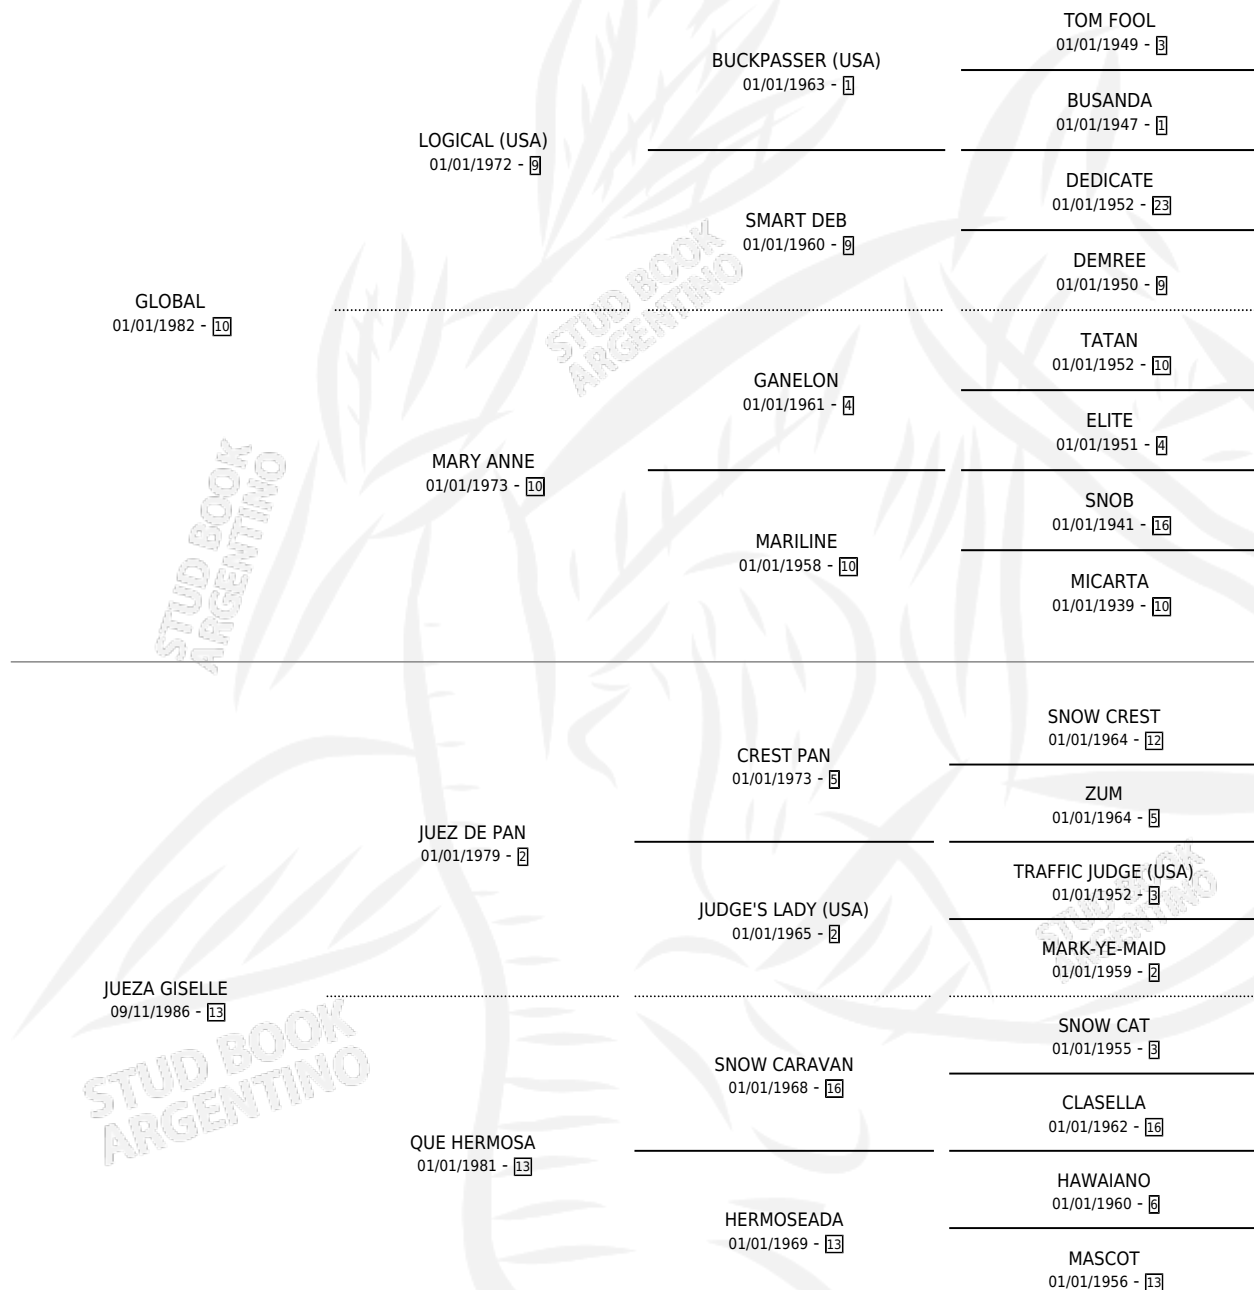 TOM FOOL
01/01/1949 - 3
BUCKPASSER (USA)
01/01/1963 - 1
BUSANDA
01/01/1947 - 1
LOGICAL (USA)
01/01/1972 - 9
DEDICATE
01/01/1952 - 23
SMART DEB
01/01/1960 - 9
DEMREE
01/01/1950 - 9
GLOBAL
01/01/1982 - 10
TATAN
01/01/1952 - 10
GANELON
01/01/1961 - 4
ELITE
01/01/1951 - 4
MARY ANNE
01/01/1973 - 10
SNOB
01/01/1941 - 16
MARILINE
01/01/1958 - 10
MICARTA
01/01/1939 - 10
STUD BOOK
ARGENTINO
STUD BOOK
ARGENTINO
SNOW CREST
01/01/1964 - 12
CREST PAN
01/01/1973 - 5
ZUM
01/01/1964 - 5
JUEZ DE PAN
01/01/1979 - 2
TRAFFIC JUDGE (USA)
01/01/1952 - 3
JUDGE'S LADY (USA)
01/01/1965 - 2
MARK-YE-MAID
01/01/1959 - 2
JUEZA GISELLE
09/11/1986 - 13
SNOW CAT
01/01/1955 - 3
SNOW CARAVAN
01/01/1968 - 16
CLASELLA
01/01/1962 - 16
QUE HERMOSA
01/01/1981 - 13
HAWAIANO
01/01/1960 - 6
HERMOSEADA
01/01/1969 - 13
MASCOT
01/01/1956 - 13
STUD BOOK
ARGENTINO
STUD BOOK
ARGENTINO